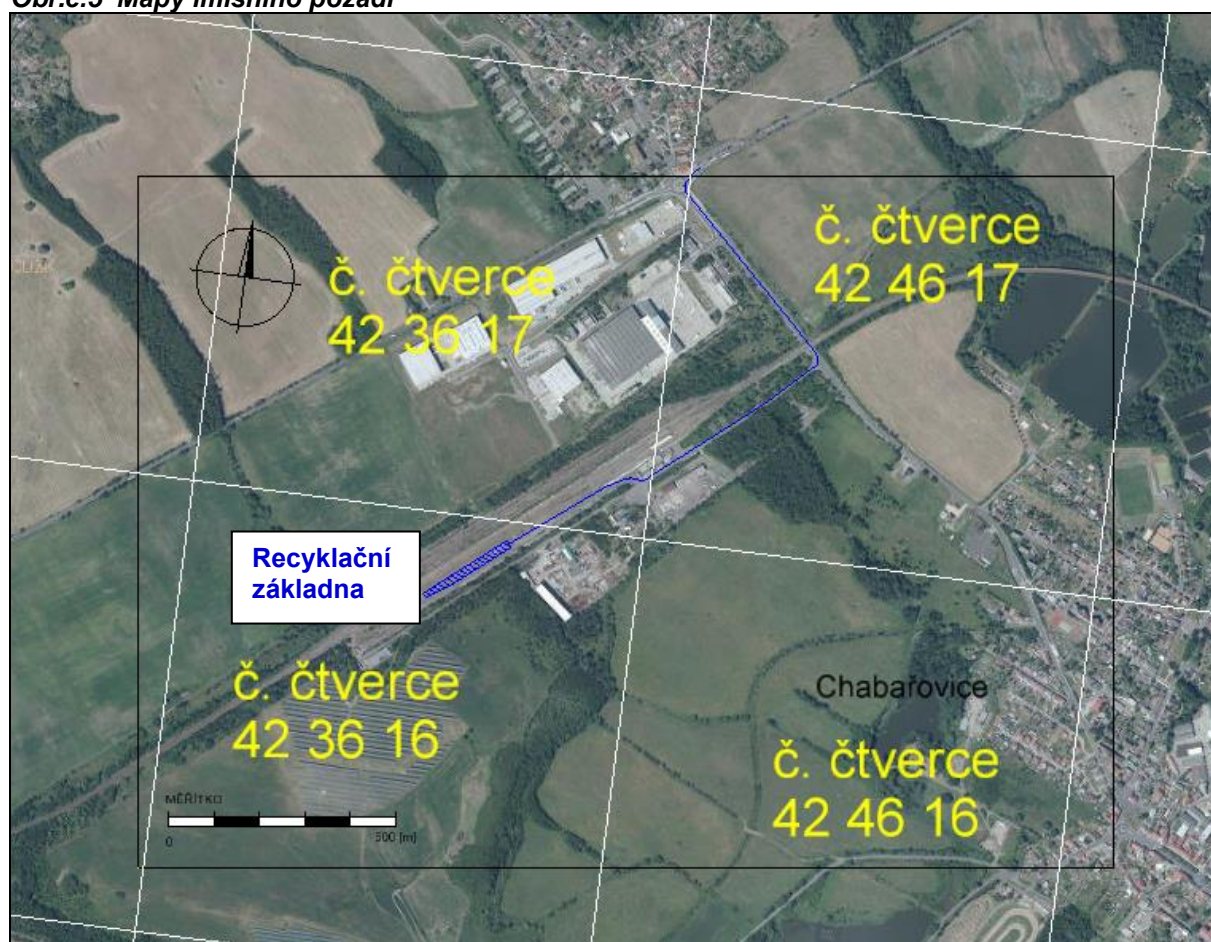 Obr.č.5 Mapy imisního pozadí
č. čtverce
42 46 17
č. čtverce
42 36 17
Recyklační
základna
č. čtverce
42 36 16
Chabařovice
č. čtverce
42 46 16
MĚŘÍTKO
0
500 [m]